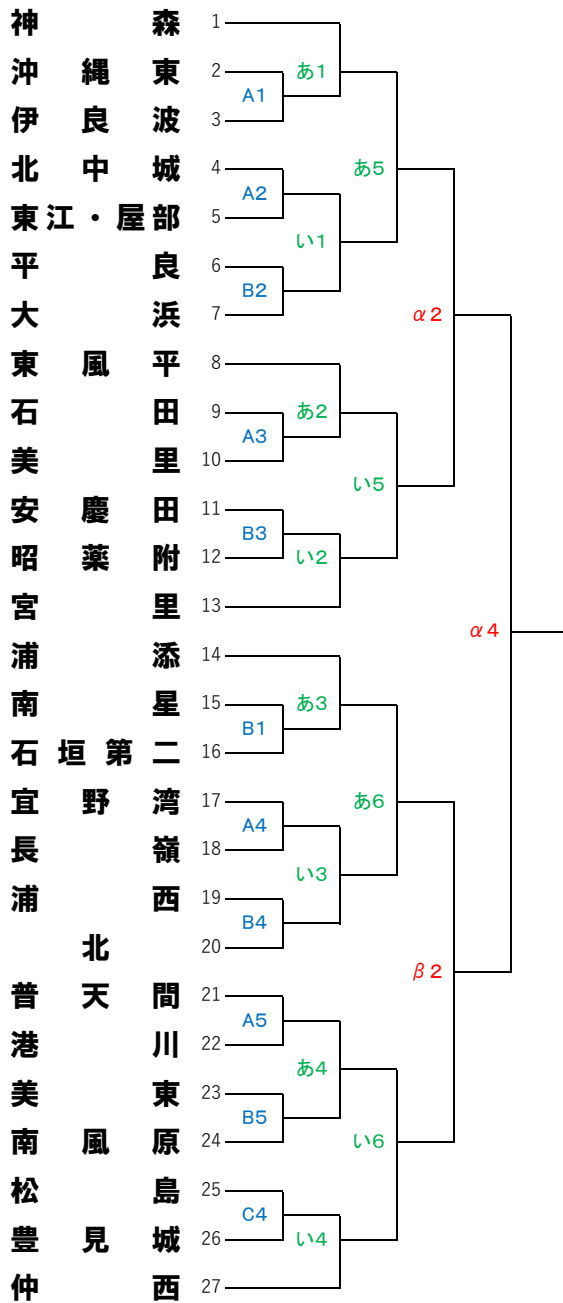 神森 1
あ1
沖縄東 2
A1
伊良波 3
北中城 4
あ5
A2
東江・屋部 5
い1
平良 6
B2
大浜 7
α2
東風平 8
石田 9
あ2
A3
美里 10
い5
安慶田 11
B3
昭薬附 12
い2
宮里 13
α4
浦添 14
南星 15
あ3
B1
石垣第二 16
宜野湾 17
あ6
A4
長嶺 18
い3
浦西 19
B4
北 20
β2
普天間 21
A5
港川 22
あ4
美東 23
B5
南風原 24
い6
松島 25
C4
豊見城 26
い4
仲西 27